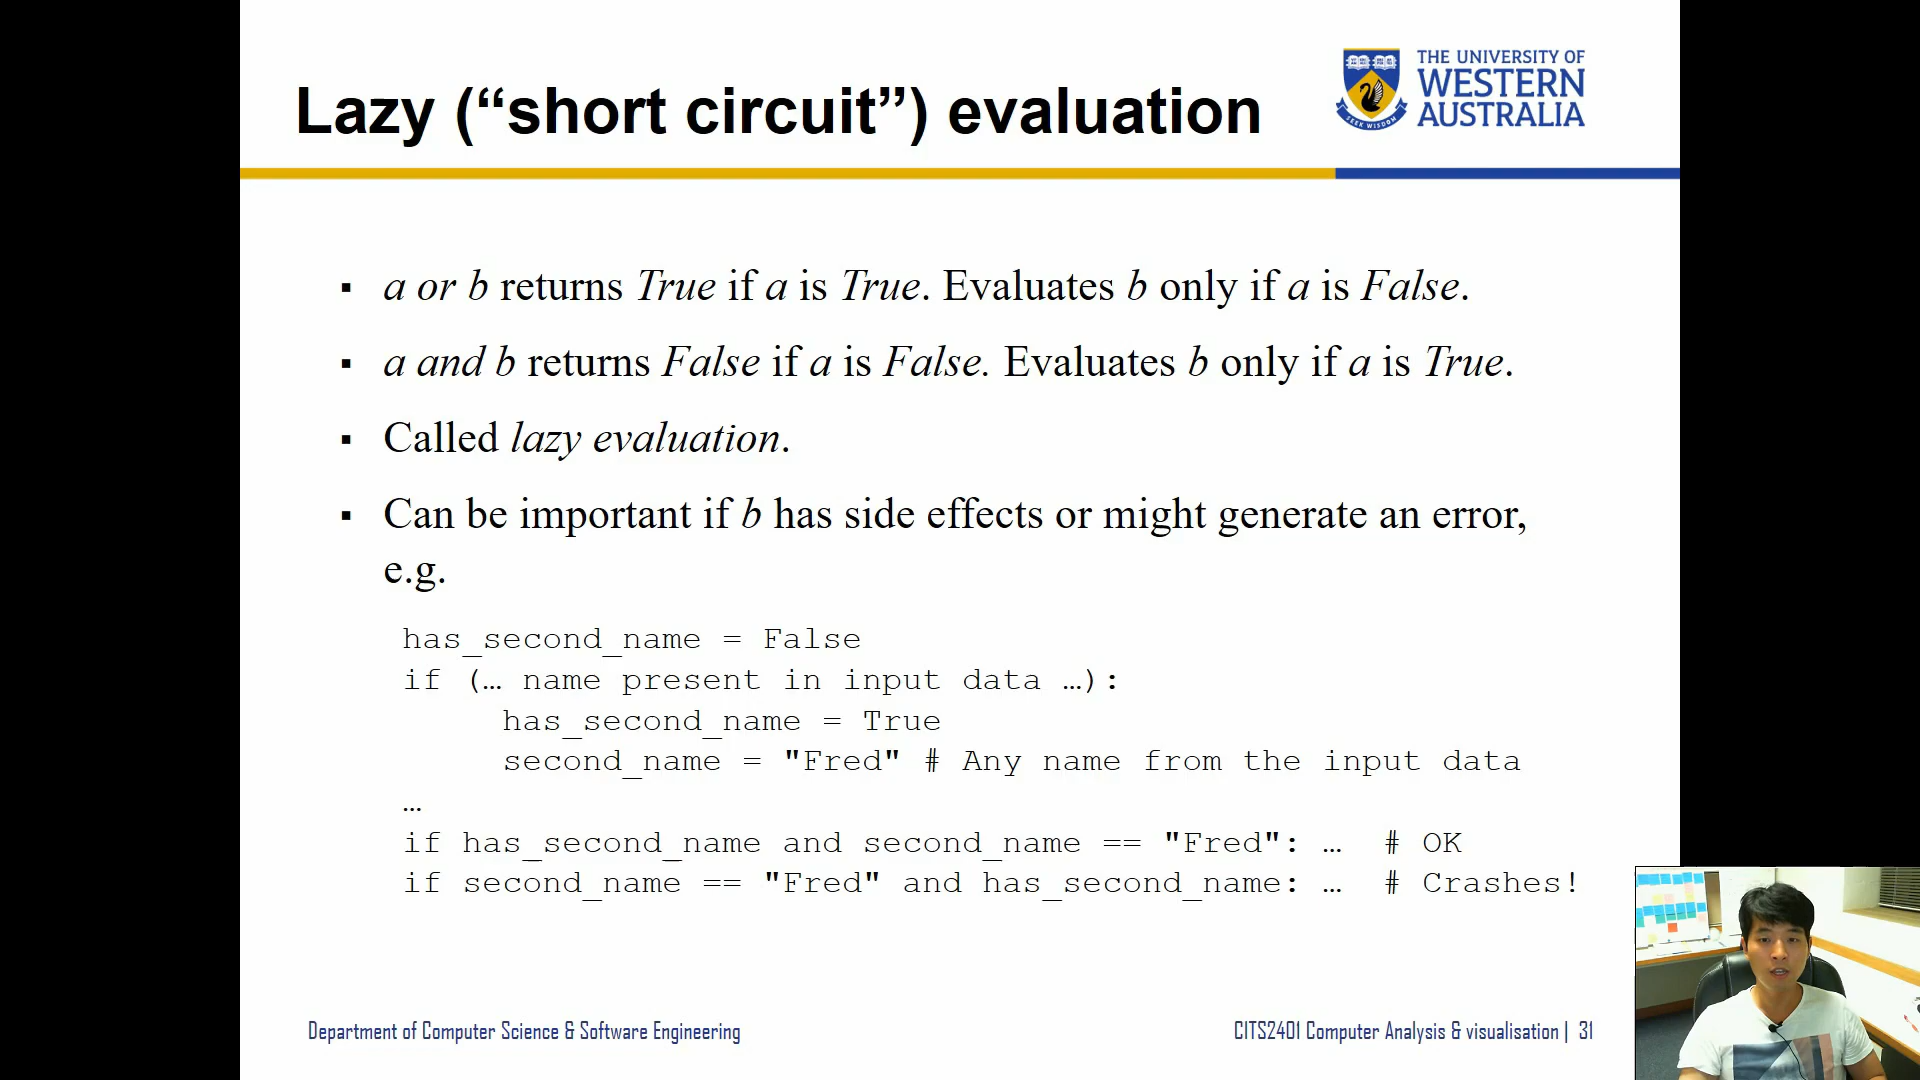 Lazy (“short circuit”) evaluation
THE UNIVERSITY OF
WESTERN
AUSTRALIA
SEEK WISDOM
▪ a or b returns True if a is True. Evaluates b only if a is False.
▪ a and b returns False if a is False. Evaluates b only if a is True.
▪ Called lazy evaluation.
▪ Can be important if b has side effects or might generate an error,
e.g.
has_second_name = False
if (… name present in input data …):
has_second_name = True
second_name = "Fred" # Any name from the input data
…
if has_second_name and second_name == "Fred": … # OK
if second_name == "Fred" and has_second_name: … # Crashes!
Department of Computer Science & Software Engineering
CITS2401 Computer Analysis & visualisation | 31